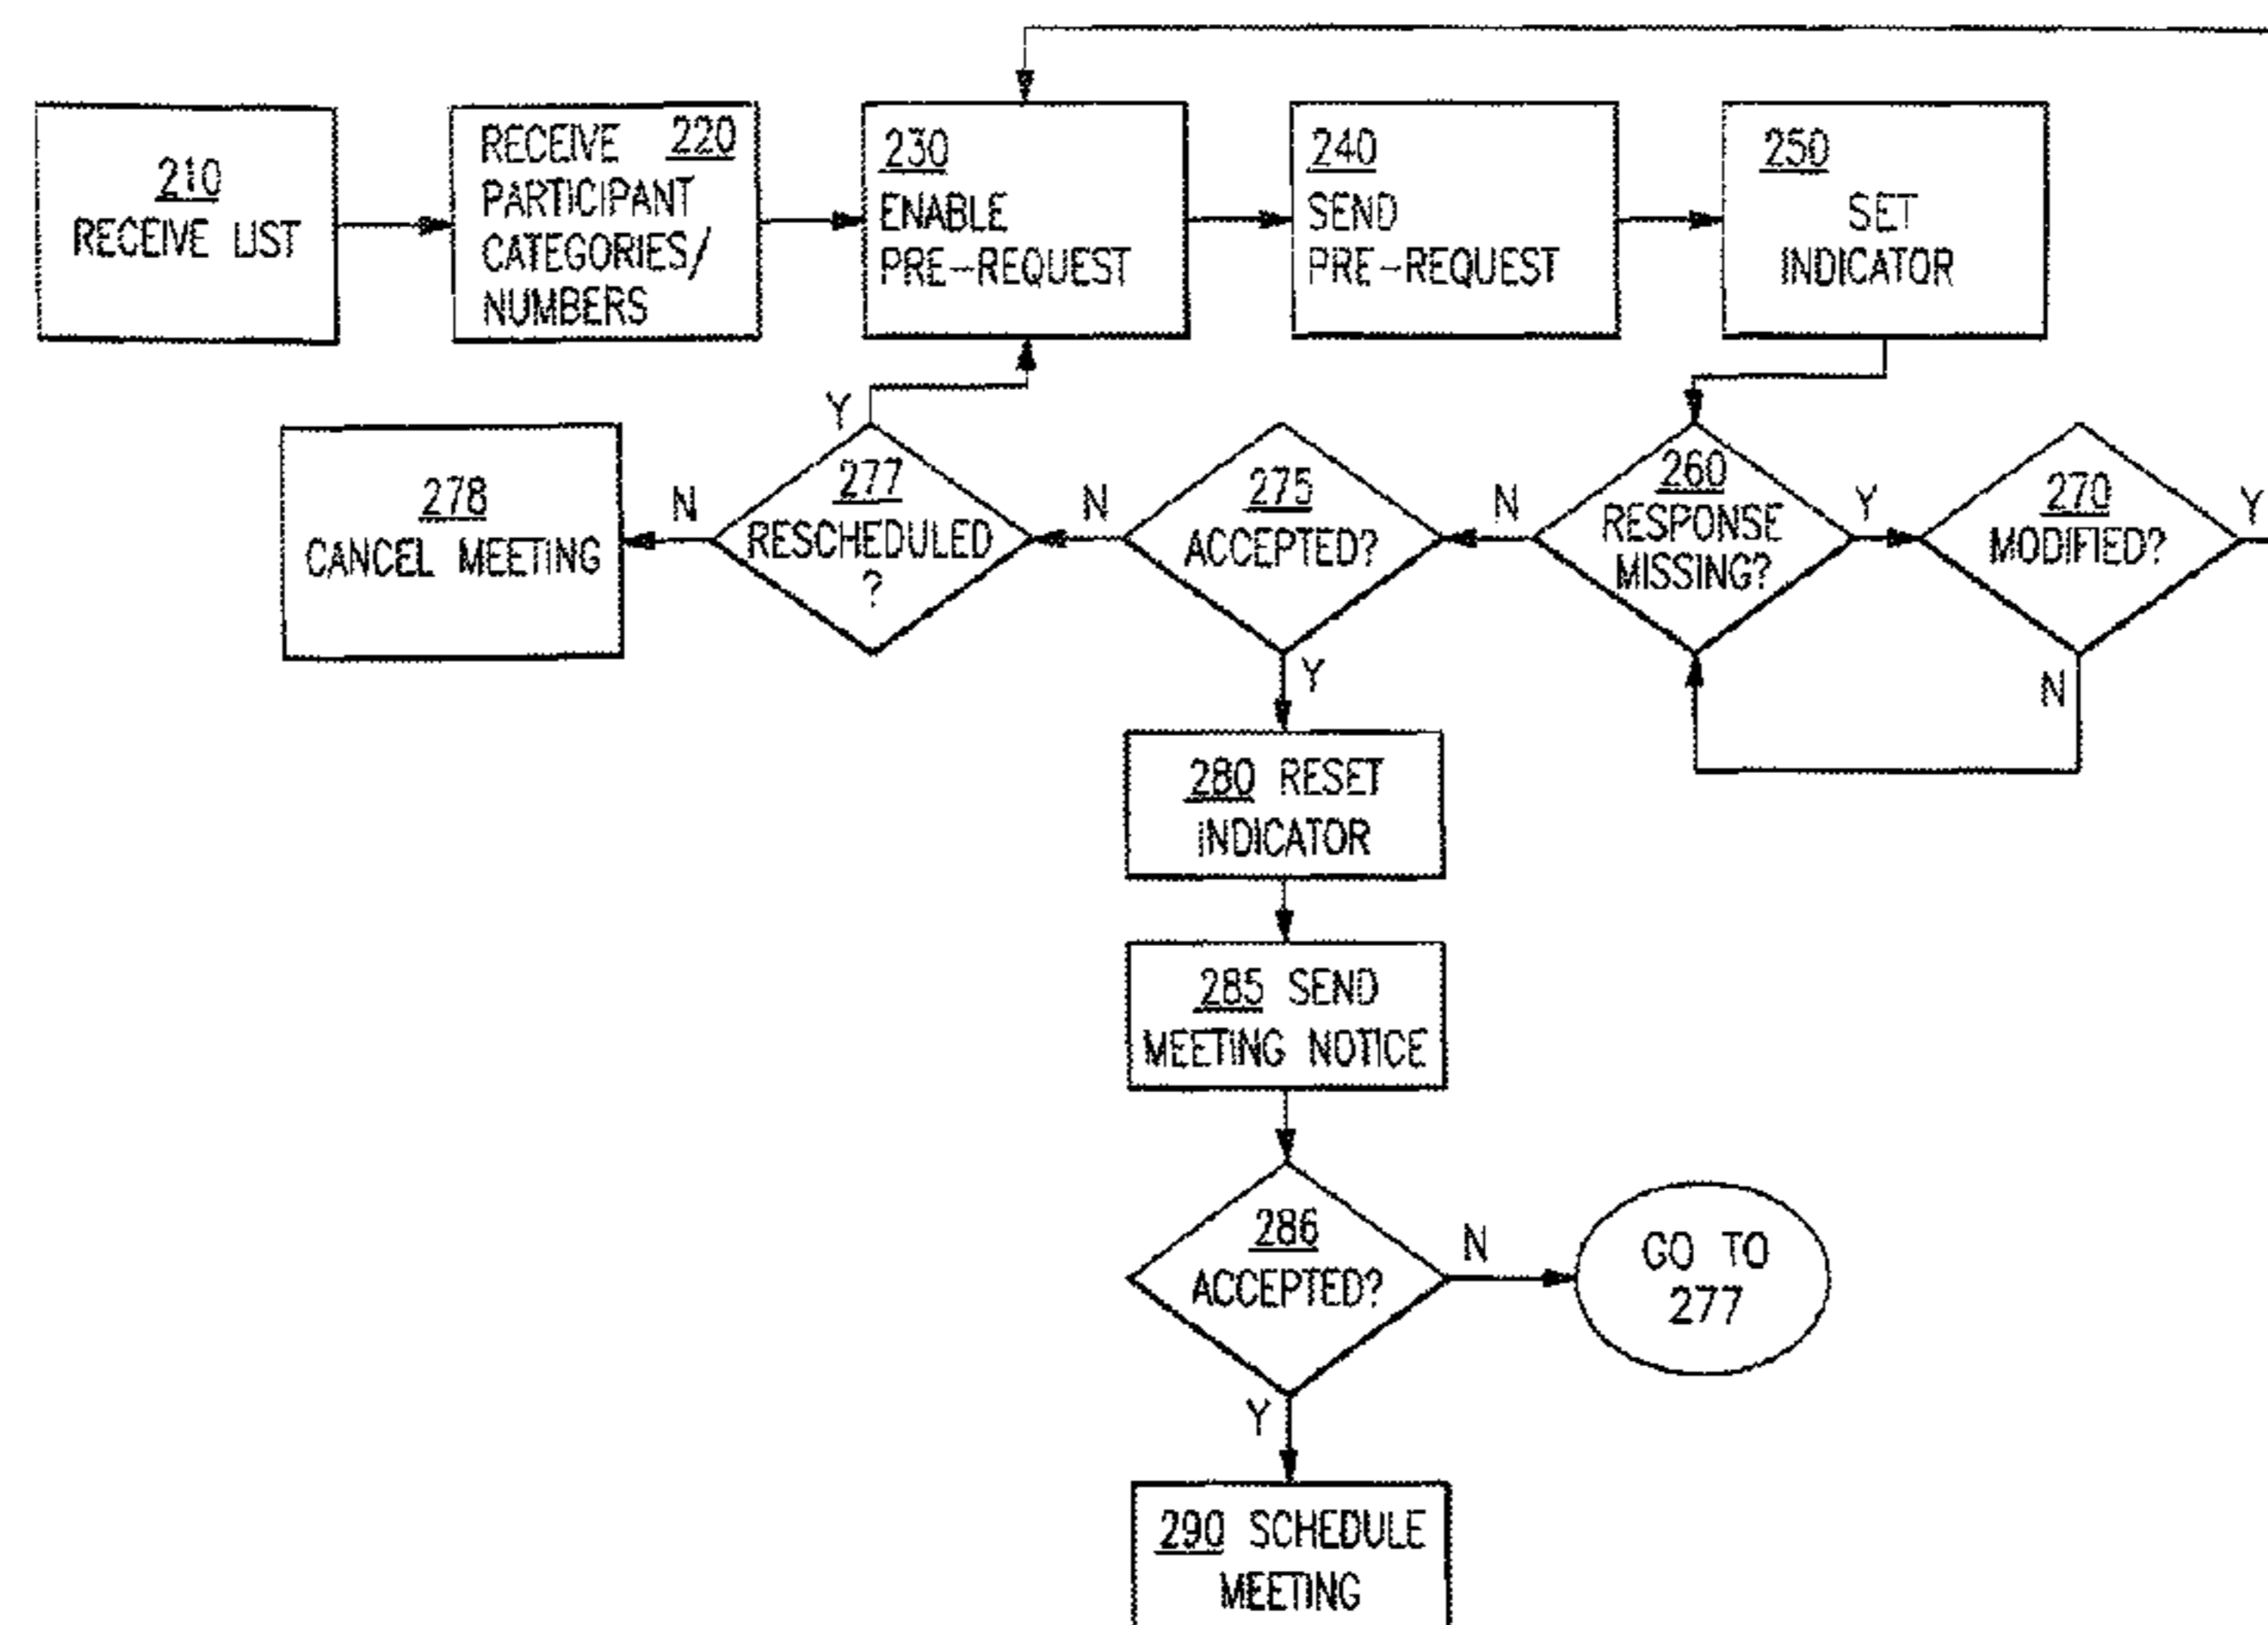 210
RECEIVE LIST
RECEIVE 220
PARTICIPANT
CATEGORIES/
NUMBERS
230
ENABLE
PRE-REQUEST
240
SEND
PRE-REQUEST
250
SET
INDICATOR
278
CANCEL MEETING
N
Y
277
RESCHEDULED
?
N
275
ACCEPTED?
N
260
RESPONSE
MISSING?
Y
270
MODIFIED?
Y
N
Y
280 RESET
INDICATOR
285 SEND
MEETING NOTICE
286
ACCEPTED?
N
GO TO
277
Y
290 SCHEDULE
MEETING